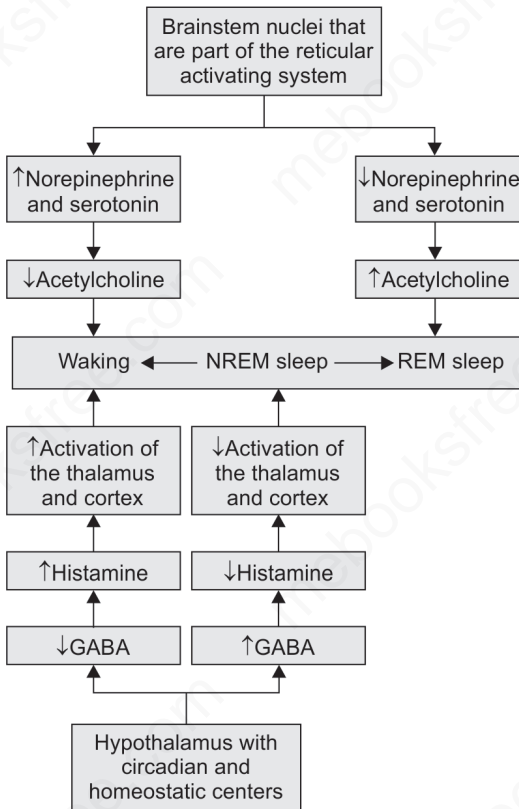 Brainstem nuclei that
are part of the reticular
activating system
↑Norepinephrine
and serotonin
↓Norepinephrine
and serotonin
↓Acetylcholine
↑Acetylcholine
Waking
NREM sleep
REM sleep
↑Activation of
the thalamus
and cortex
↓Activation of
the thalamus
and cortex
↑Histamine
↓Histamine
↓GABA
↑GABA
Hypothalamus with
circadian and
homeostatic centers